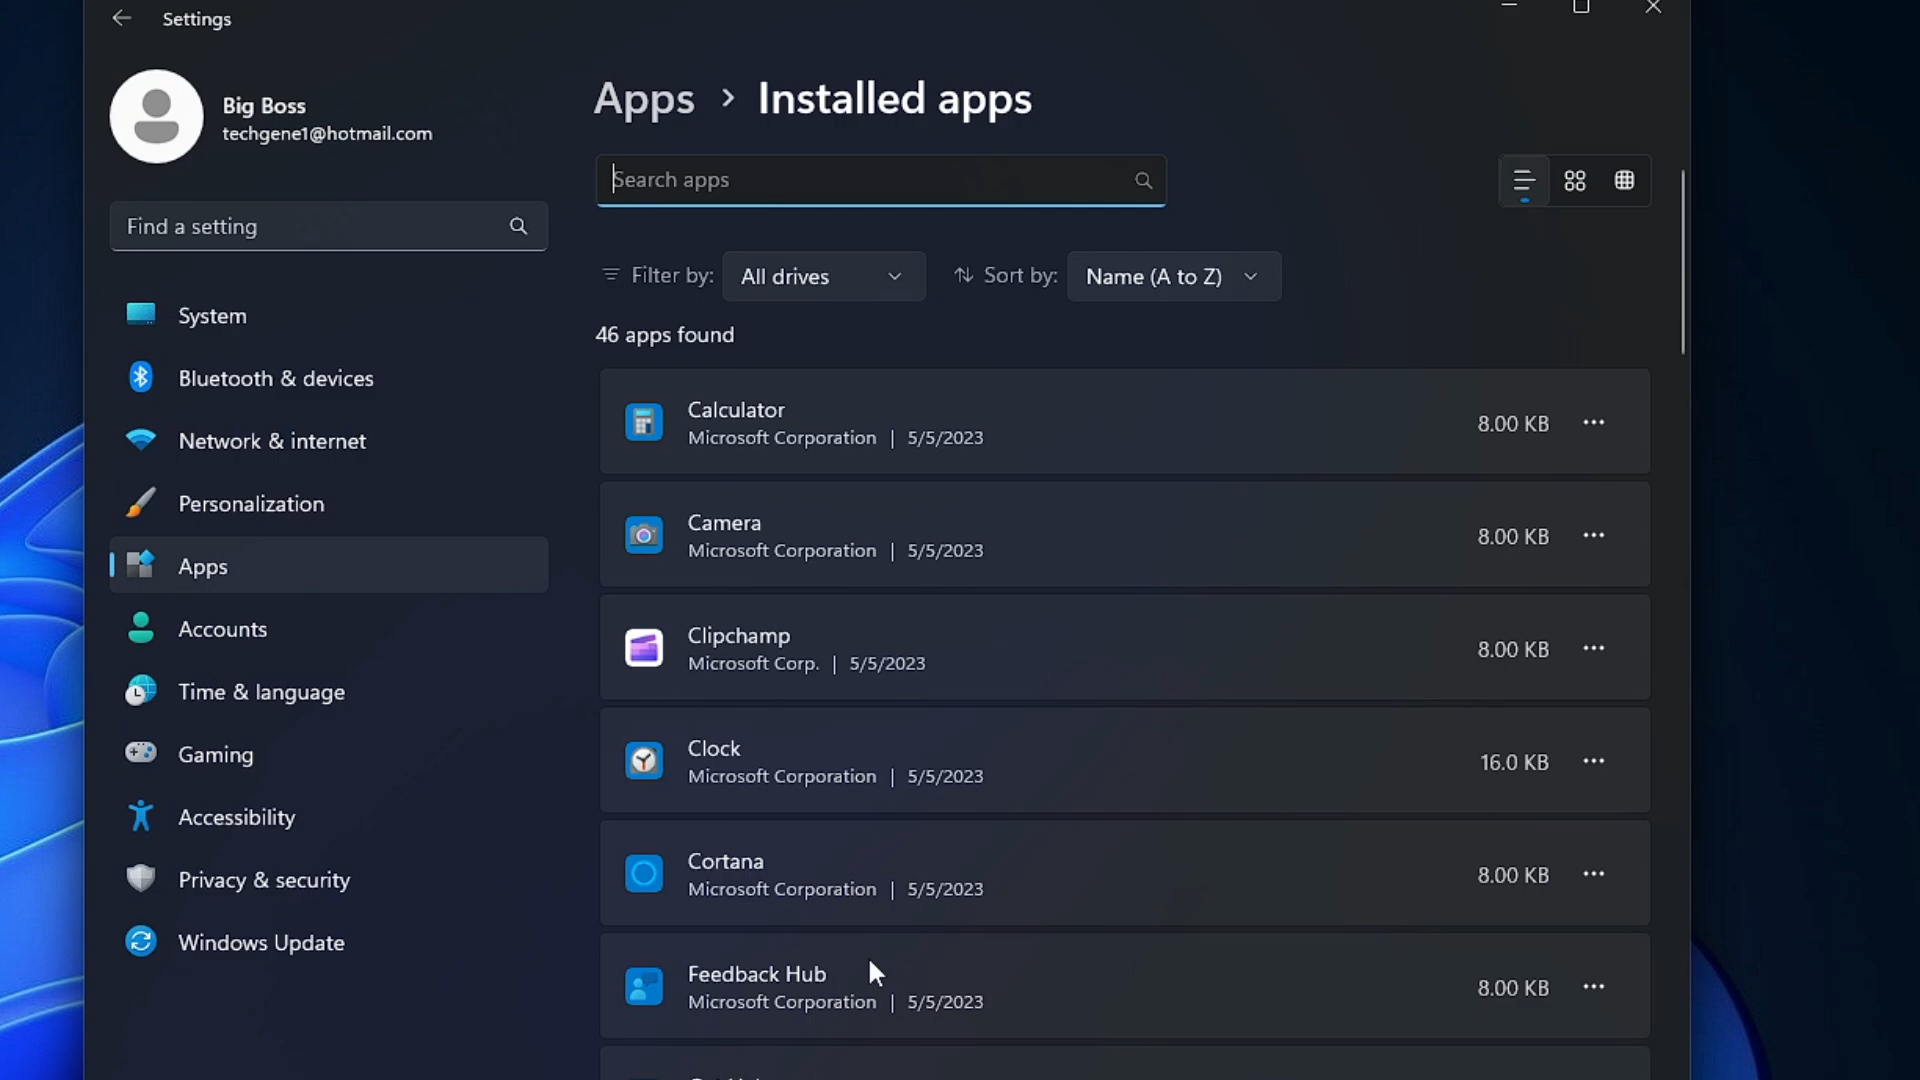 Settings
Big Boss
techgene1@hotmail.com
Find a setting
System
Bluetooth & devices
Network & internet
Personalization
Apps
Accounts
Time & language
Gaming
Accessibility
Privacy & security
Windows Update
Apps > Installed apps
Search apps
Filter by: All drives Sort by: Name (A to Z)
46 apps found
Calculator
Microsoft Corporation | 5/5/2023
8.00 KB
Camera
Microsoft Corporation | 5/5/2023
8.00 KB
Clipchamp
Microsoft Corp. | 5/5/2023
8.00 KB
Clock
Microsoft Corporation | 5/5/2023
16.0 KB
Cortana
Microsoft Corporation | 5/5/2023
8.00 KB
Feedback Hub
Microsoft Corporation | 5/5/2023
8.00 KB